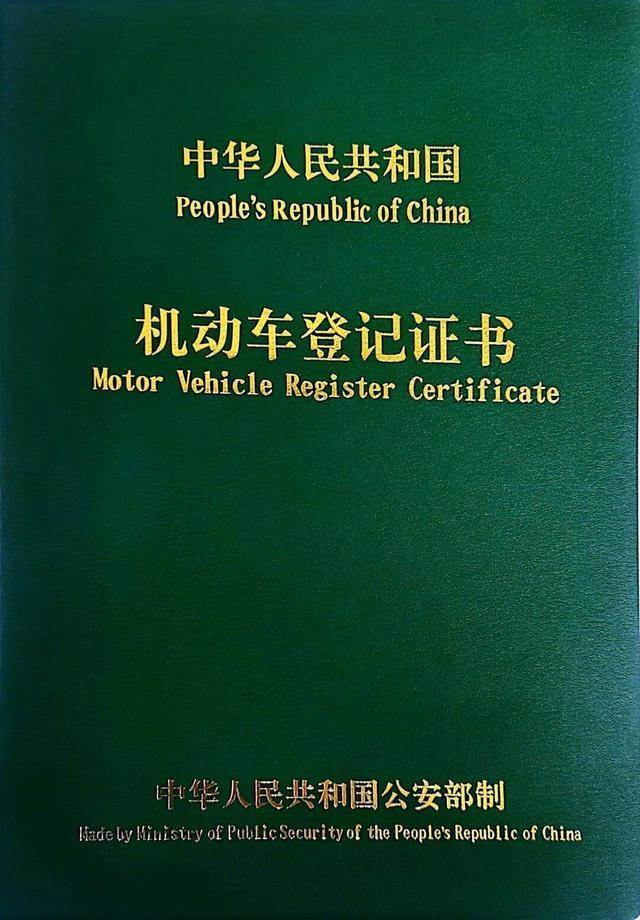 中华人民共和国
People's Republic of China
机动车登记证书
Motor Vehicle Register Certificate
中华人民共和国公安部制
Made by Ministry of Public Security of the People's Republic of China